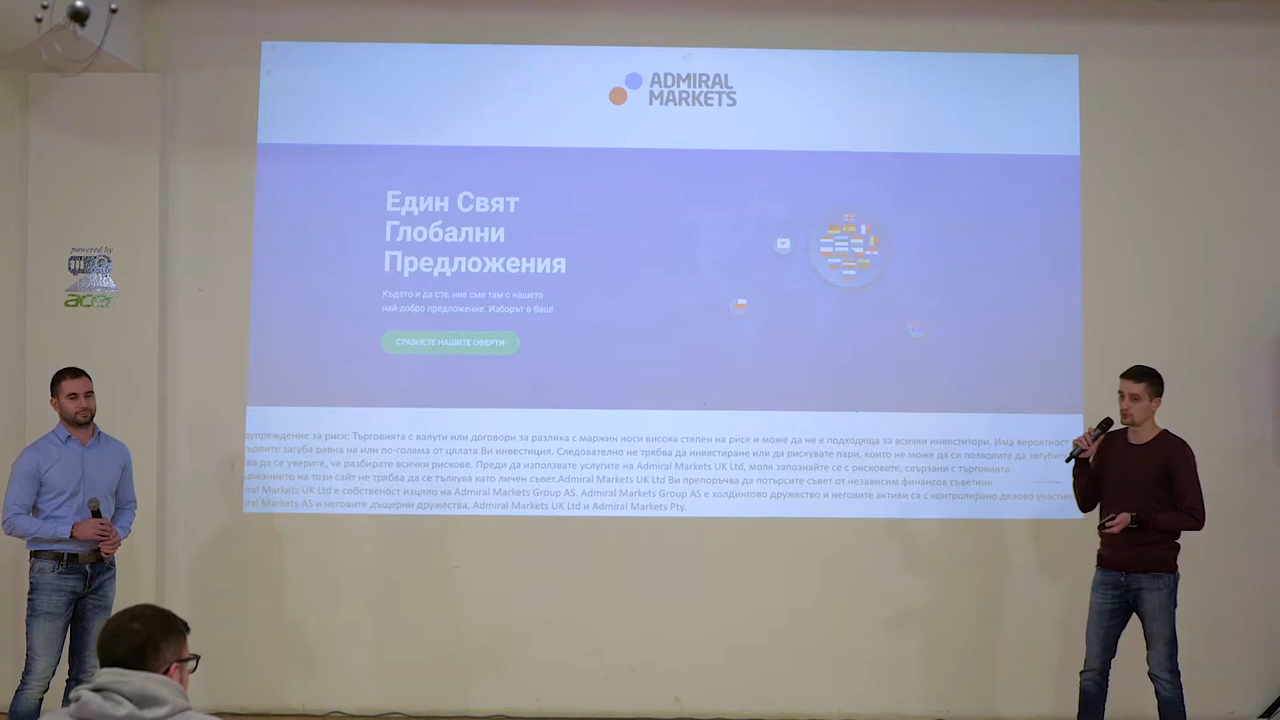 ADMIRAL
MARKETS
Един Свят
Глобални
Предложения
Където и да сте, ние сме там с нашето
най-добро предложение. Изборът е Ваш!
СРАВНЕТЕ НАШИТЕ ОФЕРТИ
powered by
acer
за риск: Търговията с валути или договори за разлика с маржин носи висока степен на риск и може да не е подходяща за всички инвеститори. Има вероятност
загуба равна на или по-голяма от цялата Ви инвестиция. Следователно не трябва да инвестиране или да рискувате пари, които не може да си позволите да загубите
да се уверите, че разбирате всички рискове. Преди да използвате услугите на Admiral Markets UK Ltd, моля запознайте се с рисковете, свързани с търговията.
на този сайт не трябва да се тълкува като личен съвет.Admiral Markets UK Ltd Ви препоръчва да потърсите съвет от независим финансов съветник
Markets UK Ltd е собственост изцяло на Admiral Markets Group AS. Admiral Markets Group AS е холдингово дружество и неговите активи са с контролирано дялово участие
Markets AS и неговите дъщерни дружества, Admiral Markets UK Ltd и Admiral Markets Pty.